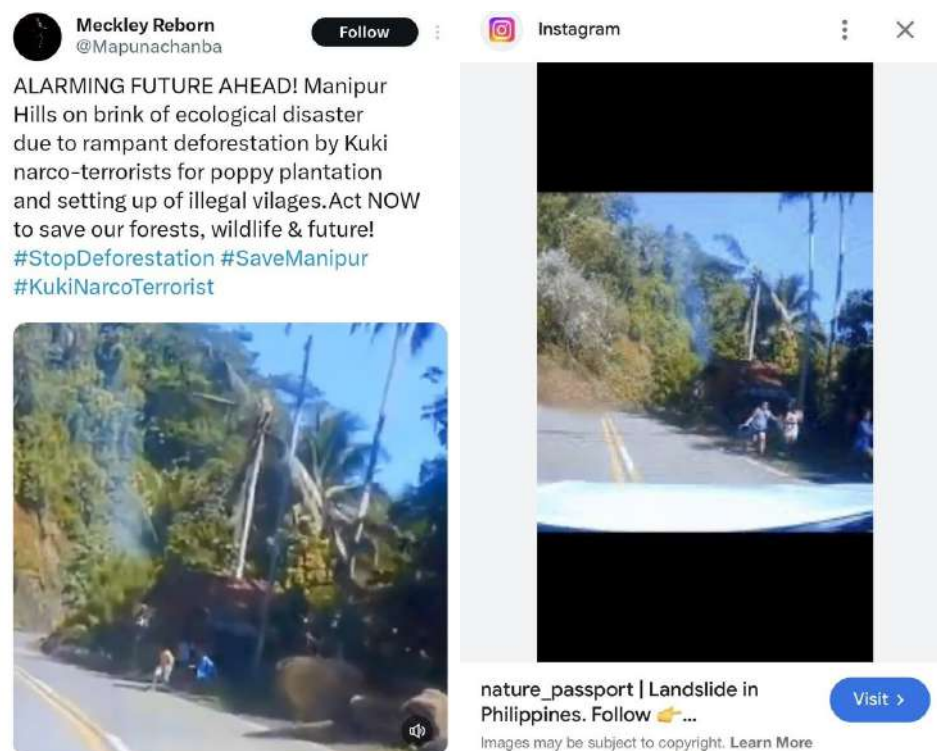 Meckley Reborn
@Mapunachanba
Follow
ALARMING FUTURE AHEAD! Manipur
Hills on brink of ecological disaster
due to rampant deforestation by Kuki
narco-terrorists for poppy plantation
and setting up of illegal vilages.Act NOW
to save our forests, wildlife & future!
#StopDeforestation #SaveManipur
#KukiNarcoTerrorist
Instagram
nature_passport | Landslide in
Philippines. Follow 👉...
Visit >
Images may be subject to copyright. Learn More